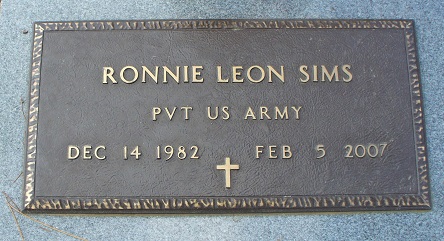 RONNIE LEON SIMS
PVT US ARMY
DEC 14 1982 FEB 5 2007